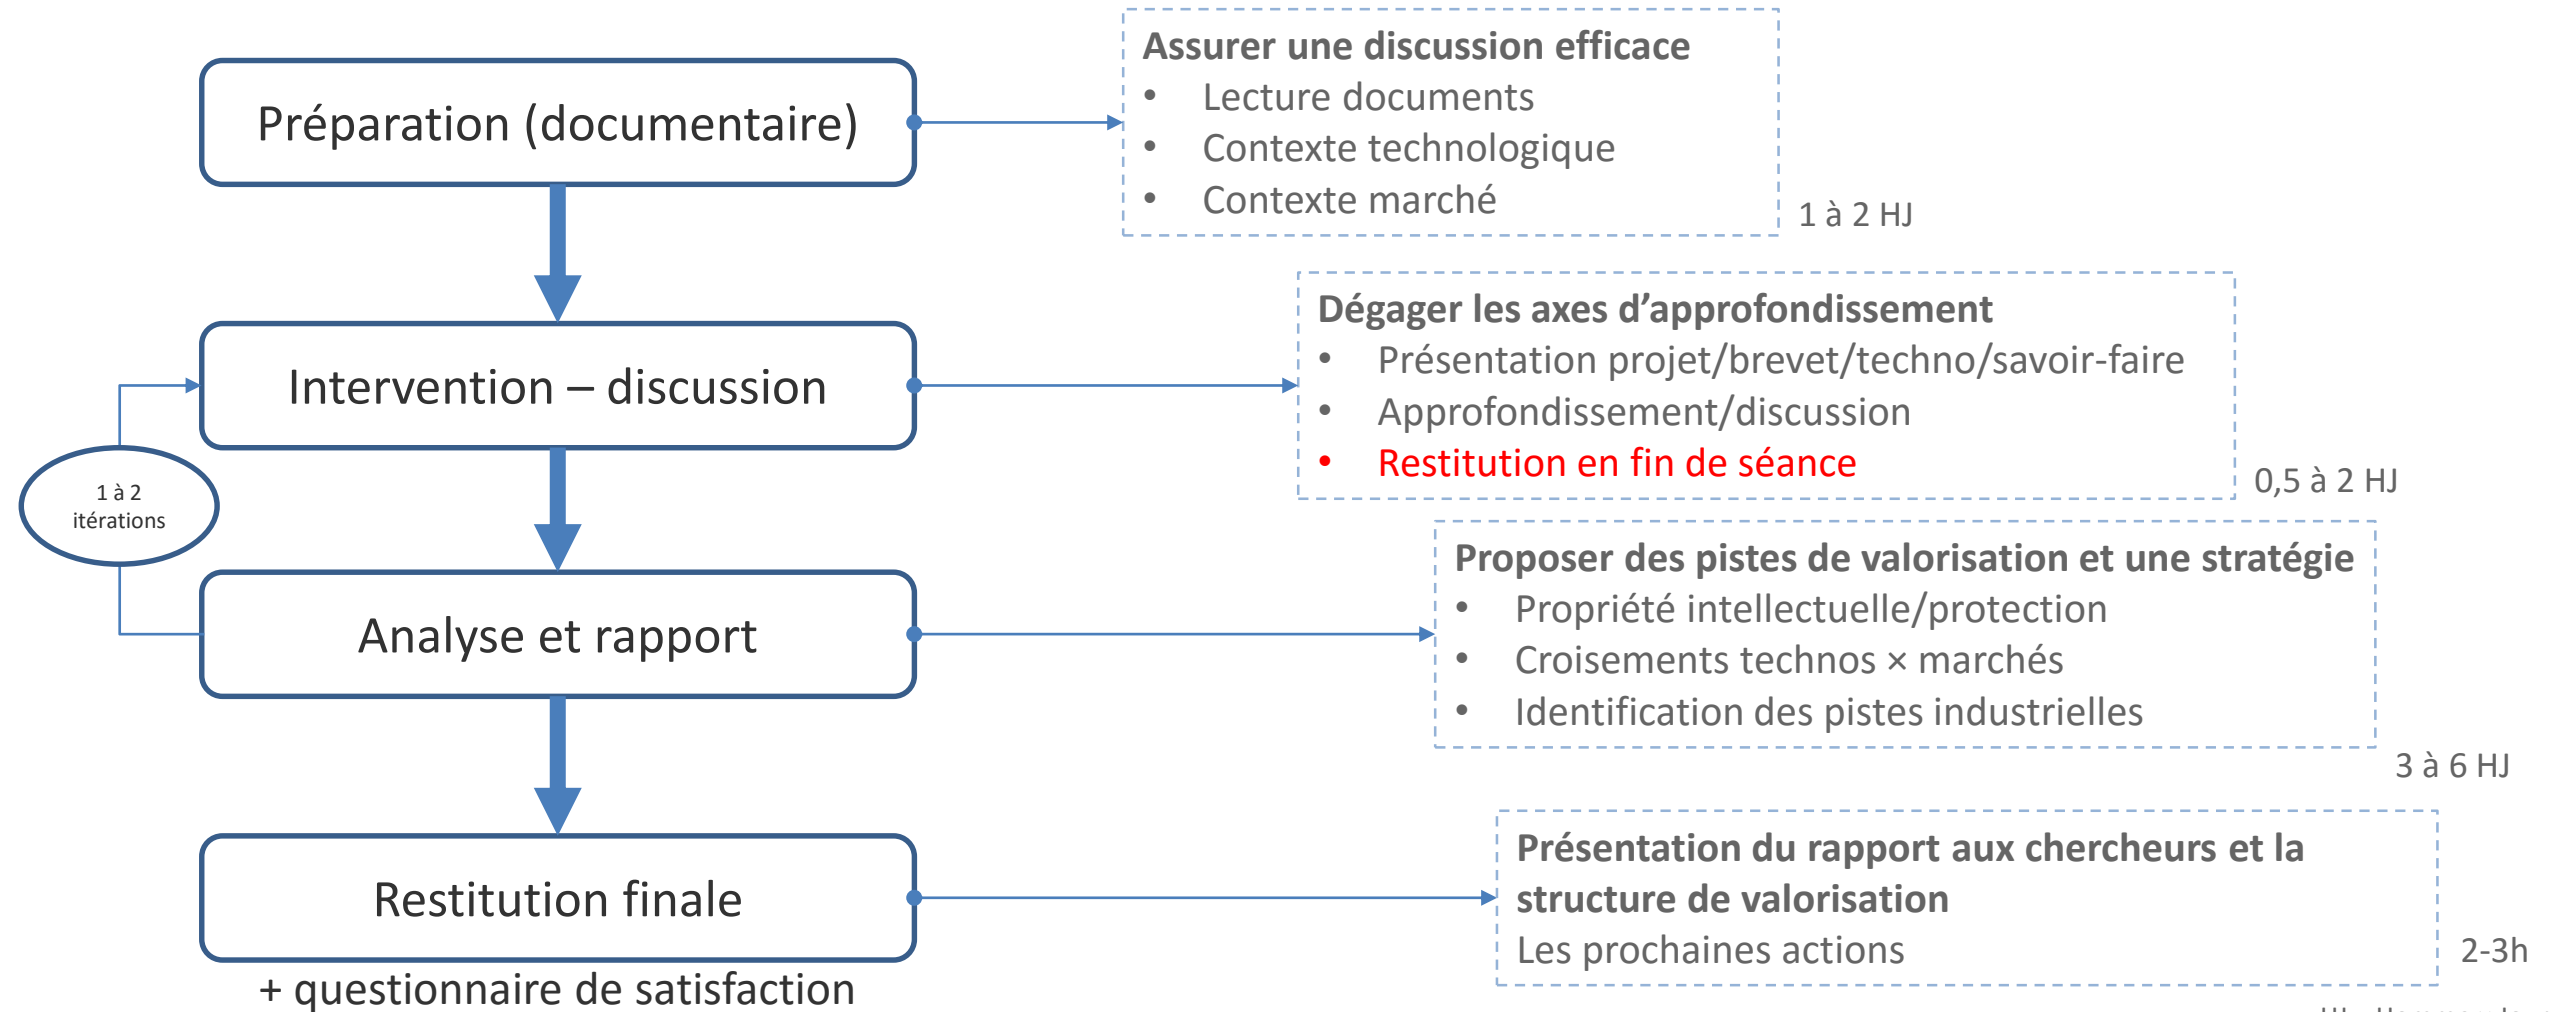 Préparation (documentaire)
Assurer une discussion efficace
• Lecture documents
• Contexte technologique
• Contexte marché
1 à 2 HJ
Intervention – discussion
Dégager les axes d’approfondissement
• Présentation projet/brevet/techno/savoir-faire
• Approfondissement/discussion
• Restitution en fin de séance
0,5 à 2 HJ
1 à 2
itérations
Analyse et rapport
Proposer des pistes de valorisation et une stratégie
• Propriété intellectuelle/protection
• Croisements technos × marchés
• Identification des pistes industrielles
3 à 6 HJ
Restitution finale
+ questionnaire de satisfaction
Présentation du rapport aux chercheurs et la
structure de valorisation
Les prochaines actions
2-3h